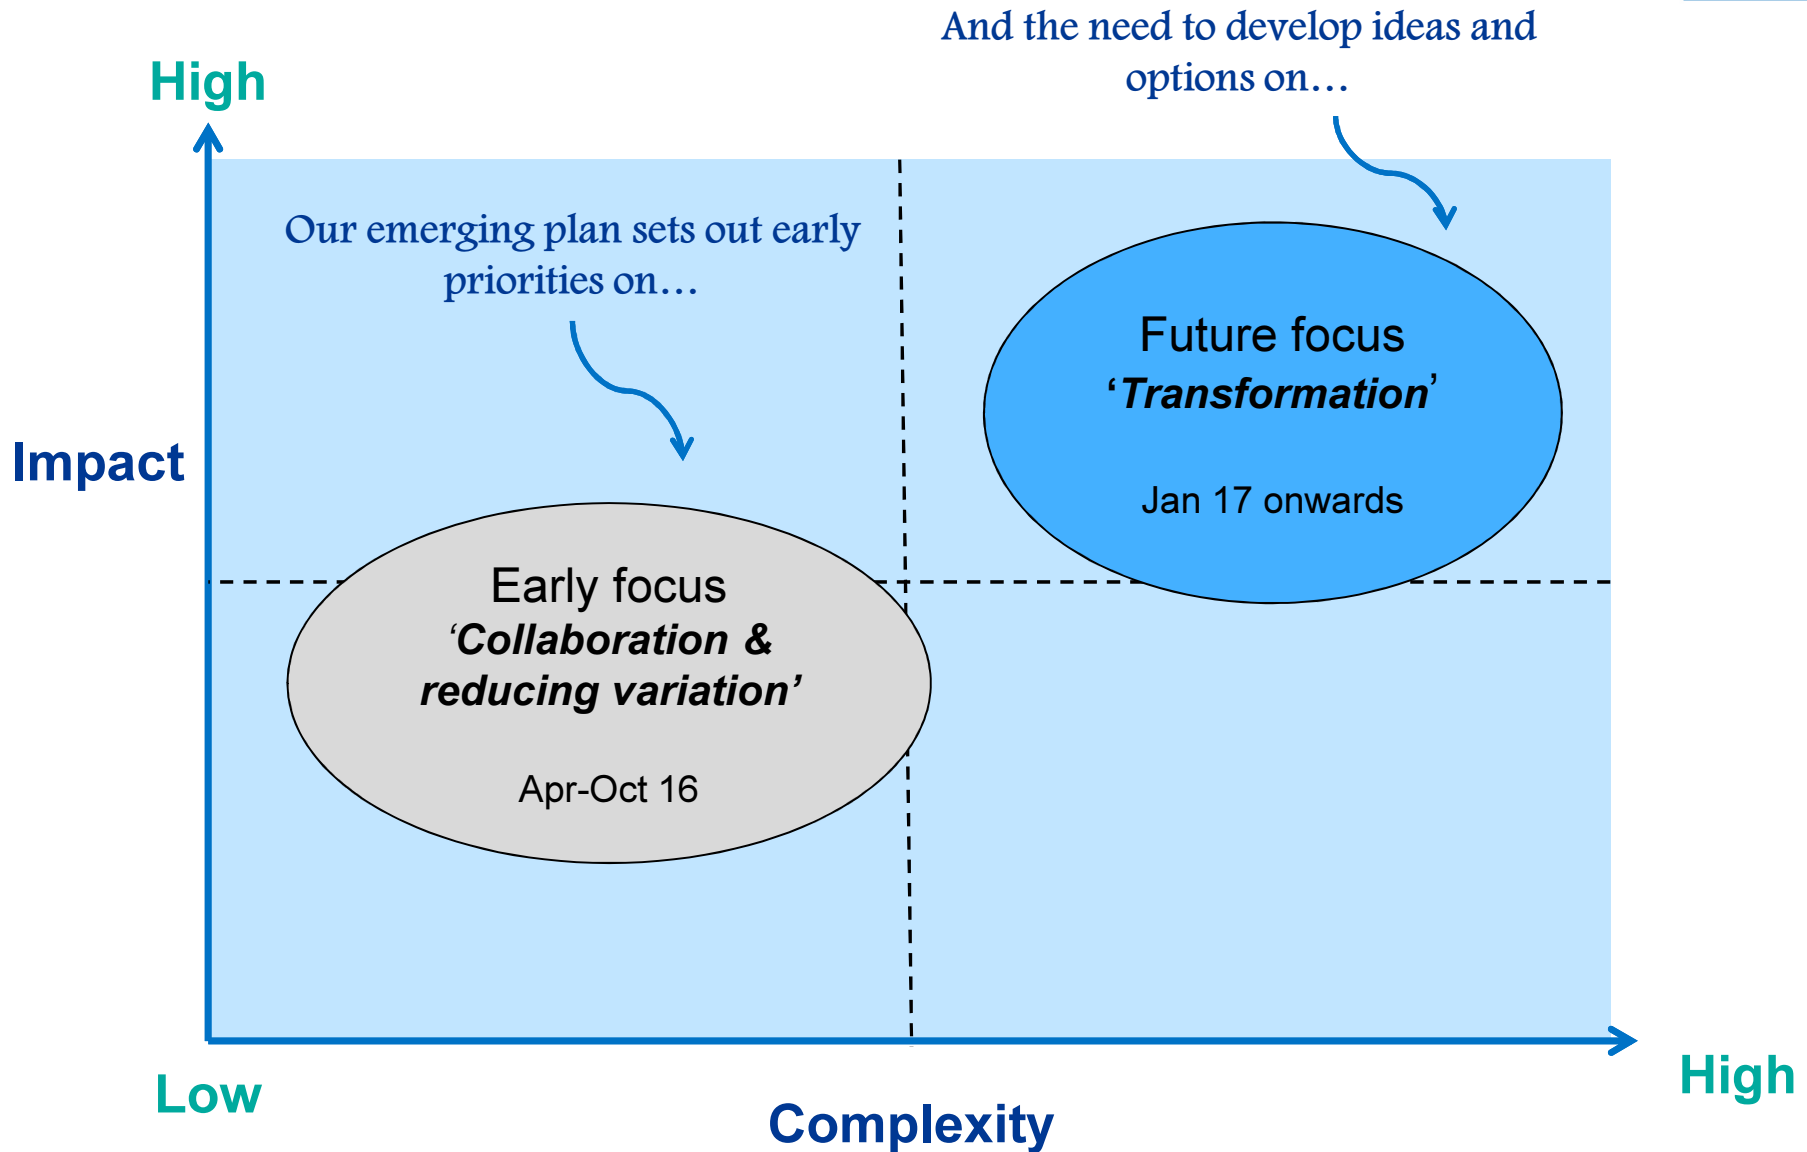 And the need to develop ideas and
options on…
High
Our emerging plan sets out early
priorities on…
Future focus
‘Transformation’
Jan 17 onwards
Impact
Early focus
‘Collaboration &
reducing variation’
Apr-Oct 16
Low
High
Complexity